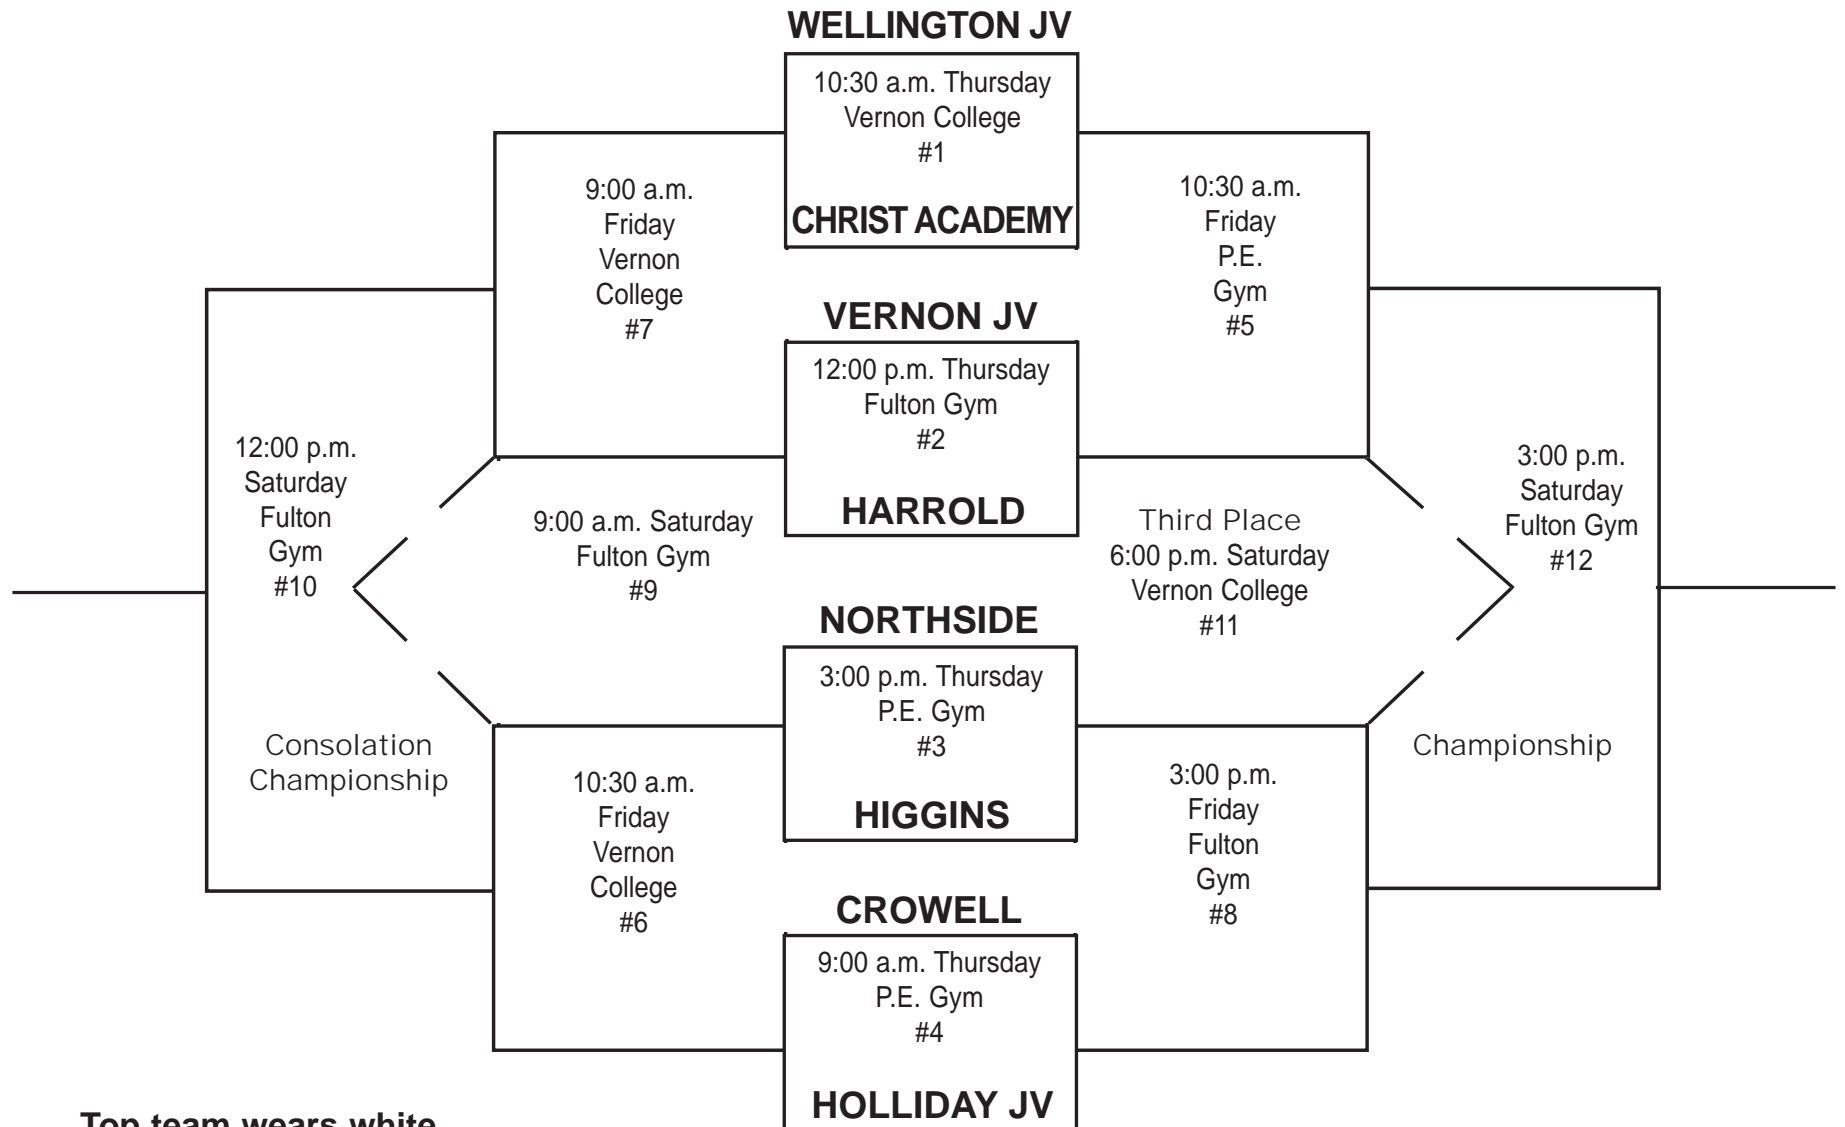 WELLINGTON JV
10:30 a.m. Thursday
Vernon College
#1
CHRIST ACADEMY
9:00 a.m.
Friday
Vernon
College
#7
10:30 a.m.
Friday
P.E.
Gym
#5
VERNON JV
12:00 p.m. Thursday
Fulton Gym
#2
HARROLD
12:00 p.m.
Saturday
Fulton
Gym
#10
9:00 a.m. Saturday
Fulton Gym
#9
Third Place
6:00 p.m. Saturday
Vernon College
#11
3:00 p.m.
Saturday
Fulton Gym
#12
NORTHSIDE
3:00 p.m. Thursday
P.E. Gym
#3
HIGGINS
Consolation
Championship
Championship
10:30 a.m.
Friday
Vernon
College
#6
3:00 p.m.
Friday
Fulton
Gym
#8
CROWELL
9:00 a.m. Thursday
P.E. Gym
#4
HOLLIDAY JV
Top team wears white